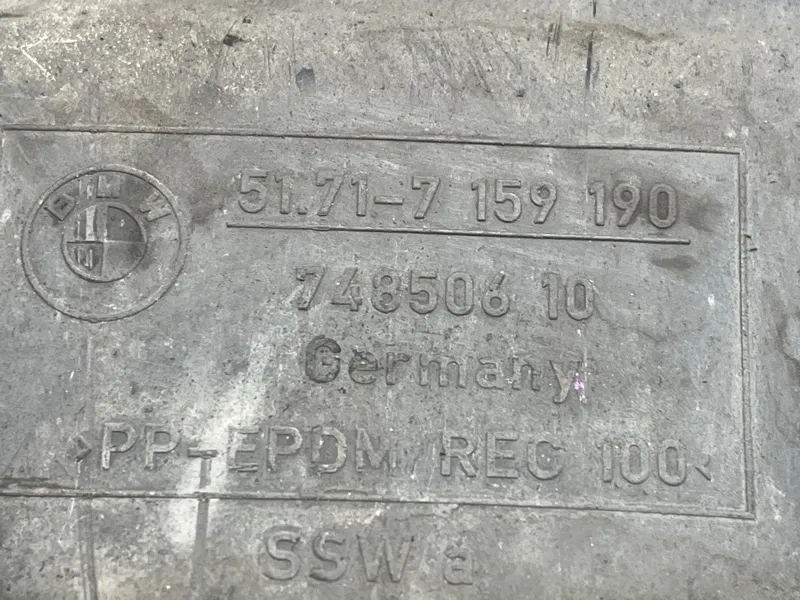 BMW
51.71-7 159 190
748506 10
Germany
>PP-EPDM/REC 100<
SSW a